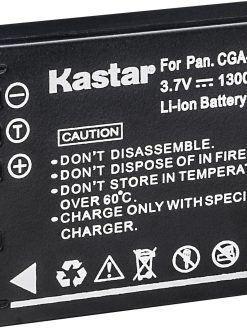 Kastar
For Pan. CGA-
3.7V ⎓ 1300
Li-ion Battery
CAUTION:
• DON'T DISASSEMBLE.
• DON'T DISPOSE OF IN FIRE
• DON'T STORE IN TEMPERAT
OVER 60°C.
• CHARGE ONLY WITH SPECI
CHARGER.
T